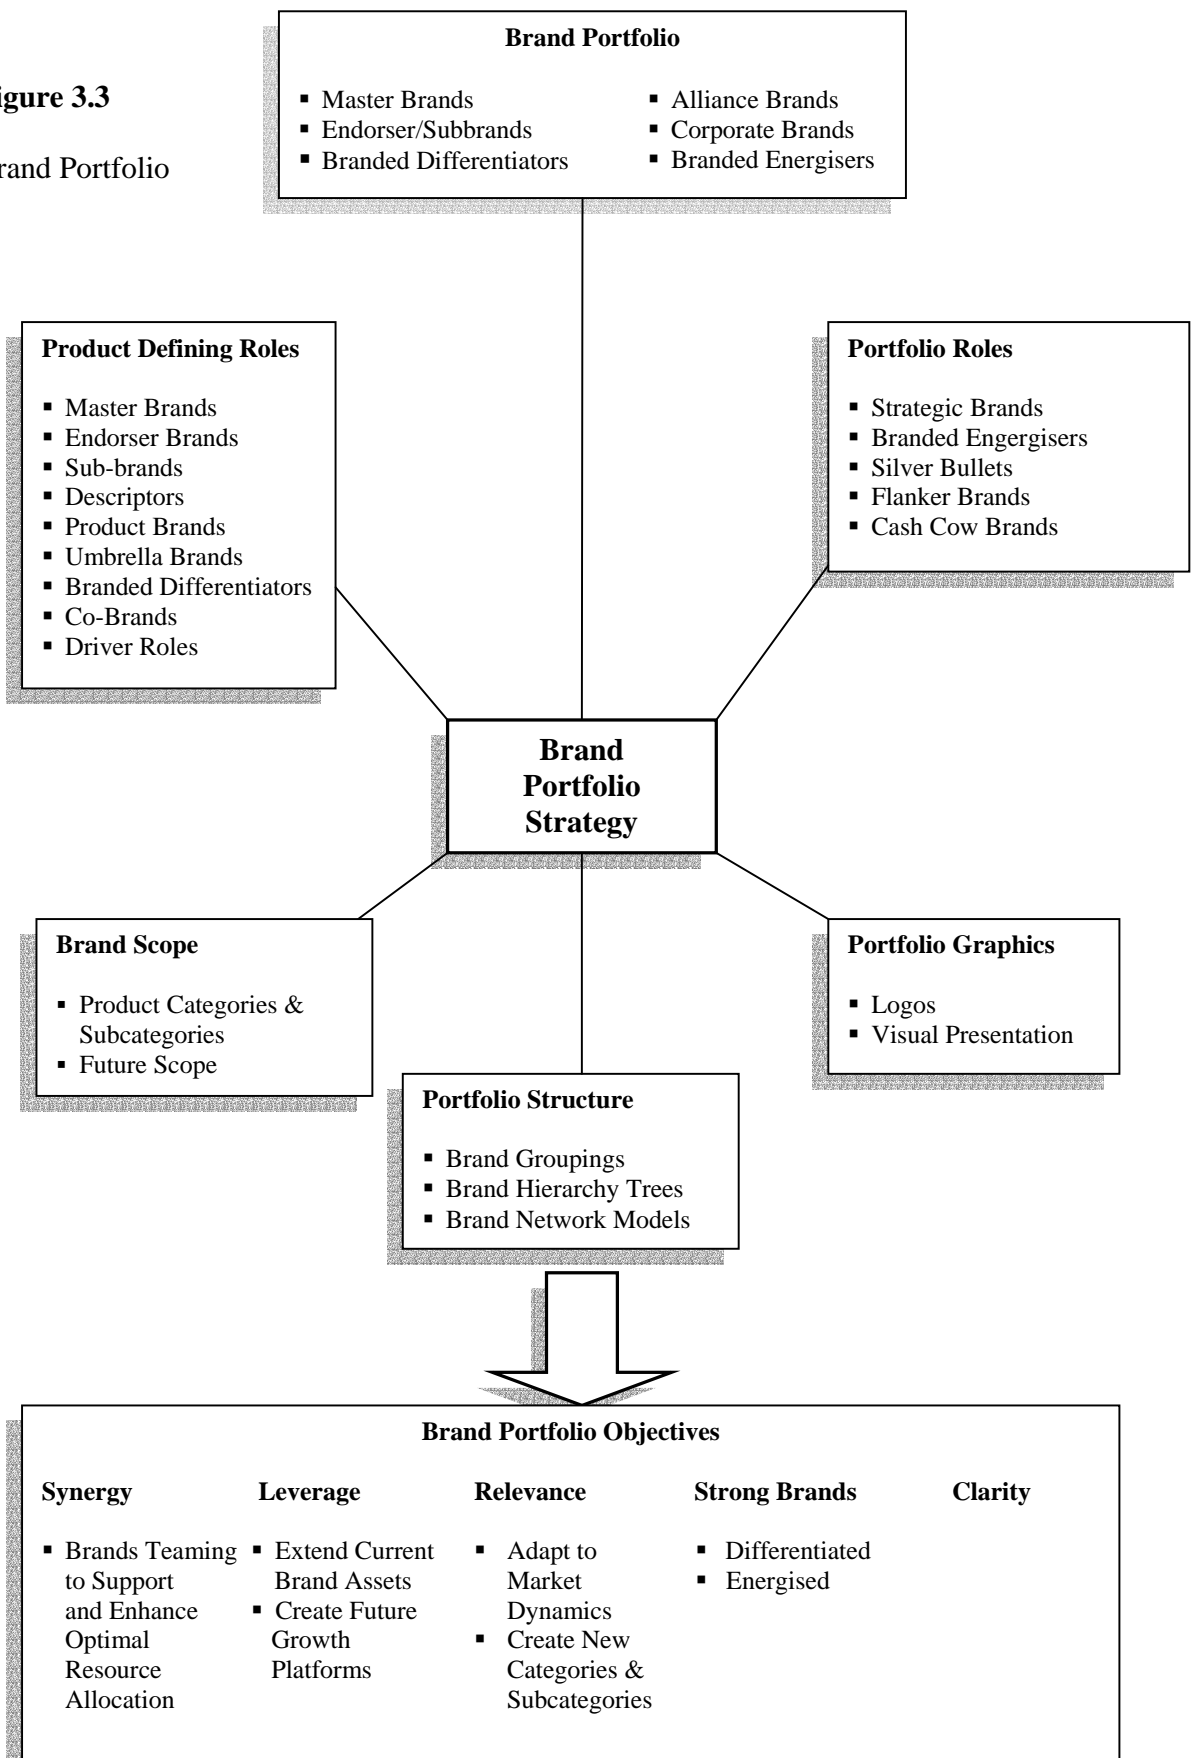 Brand Portfolio
▪ Master Brands
▪ Endorser/Subbrands
▪ Branded Differentiators
▪ Alliance Brands
▪ Corporate Brands
▪ Branded Energisers
igure 3.3
rand Portfolio
Product Defining Roles
▪ Master Brands
▪ Endorser Brands
▪ Sub-brands
▪ Descriptors
▪ Product Brands
▪ Umbrella Brands
▪ Branded Differentiators
▪ Co-Brands
▪ Driver Roles
Portfolio Roles
▪ Strategic Brands
▪ Branded Engergisers
▪ Silver Bullets
▪ Flanker Brands
▪ Cash Cow Brands
Brand
Portfolio
Strategy
Brand Scope
▪ Product Categories &
Subcategories
▪ Future Scope
Portfolio Graphics
▪ Logos
▪ Visual Presentation
Portfolio Structure
▪ Brand Groupings
▪ Brand Hierarchy Trees
▪ Brand Network Models
Brand Portfolio Objectives
Synergy
▪ Brands Teaming
to Support
and Enhance
Optimal
Resource
Allocation
Leverage
▪ Extend Current
Brand Assets
▪ Create Future
Growth
Platforms
Relevance
▪ Adapt to
Market
Dynamics
▪ Create New
Categories &
Subcategories
Strong Brands
▪ Differentiated
▪ Energised
Clarity